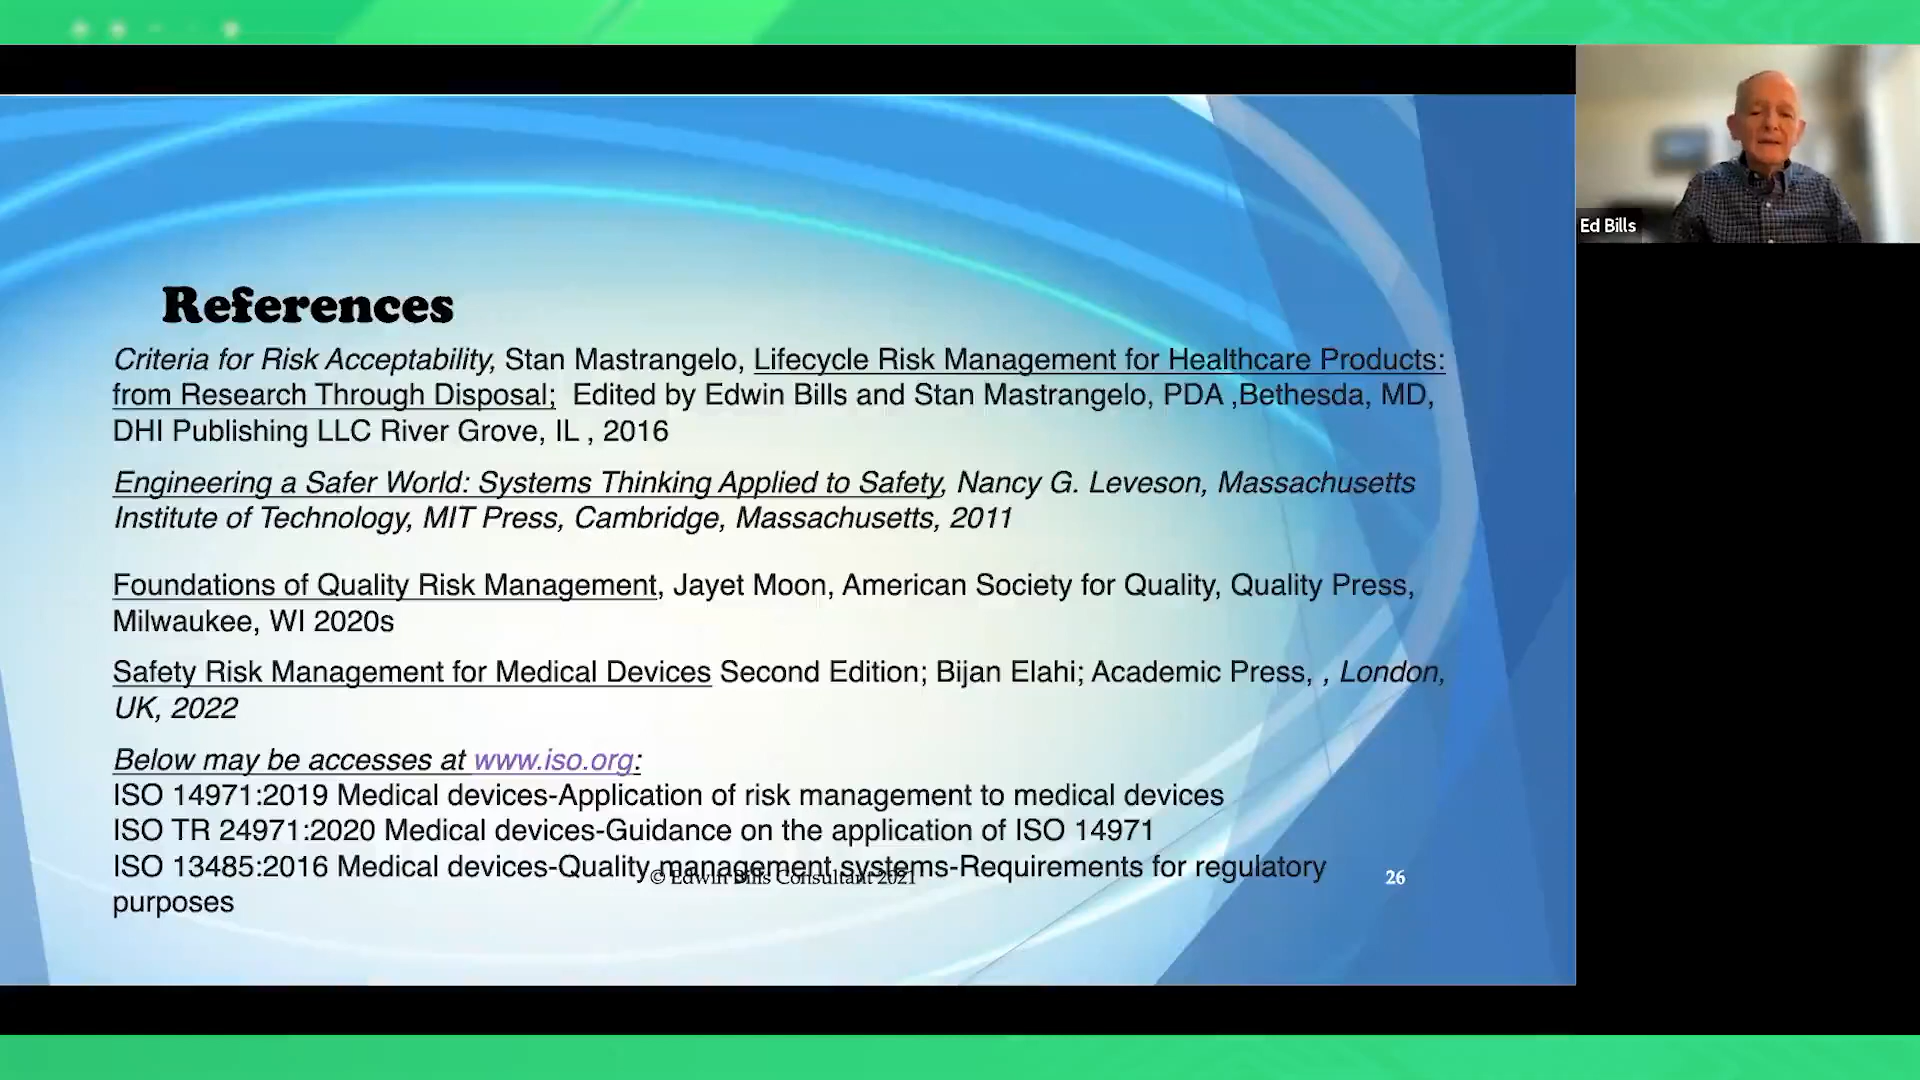 References
Criteria for Risk Acceptability, Stan Mastrangelo, Lifecycle Risk Management for Healthcare Products:
from Research Through Disposal;  Edited by Edwin Bills and Stan Mastrangelo, PDA ,Bethesda, MD,
DHI Publishing LLC River Grove, IL , 2016
Engineering a Safer World: Systems Thinking Applied to Safety, Nancy G. Leveson, Massachusetts
Institute of Technology, MIT Press, Cambridge, Massachusetts, 2011
Foundations of Quality Risk Management, Jayet Moon, American Society for Quality, Quality Press,
Milwaukee, WI 2020s
Safety Risk Management for Medical Devices Second Edition; Bijan Elahi; Academic Press, , London,
UK, 2022
Below may be accesses at www.iso.org:
ISO 14971:2019 Medical devices-Application of risk management to medical devices
ISO TR 24971:2020 Medical devices-Guidance on the application of ISO 14971
ISO 13485:2016 Medical devices-Quality management systems-Requirements for regulatory
purposes
© Edwin Bills Consultant 2021
26
Ed Bills